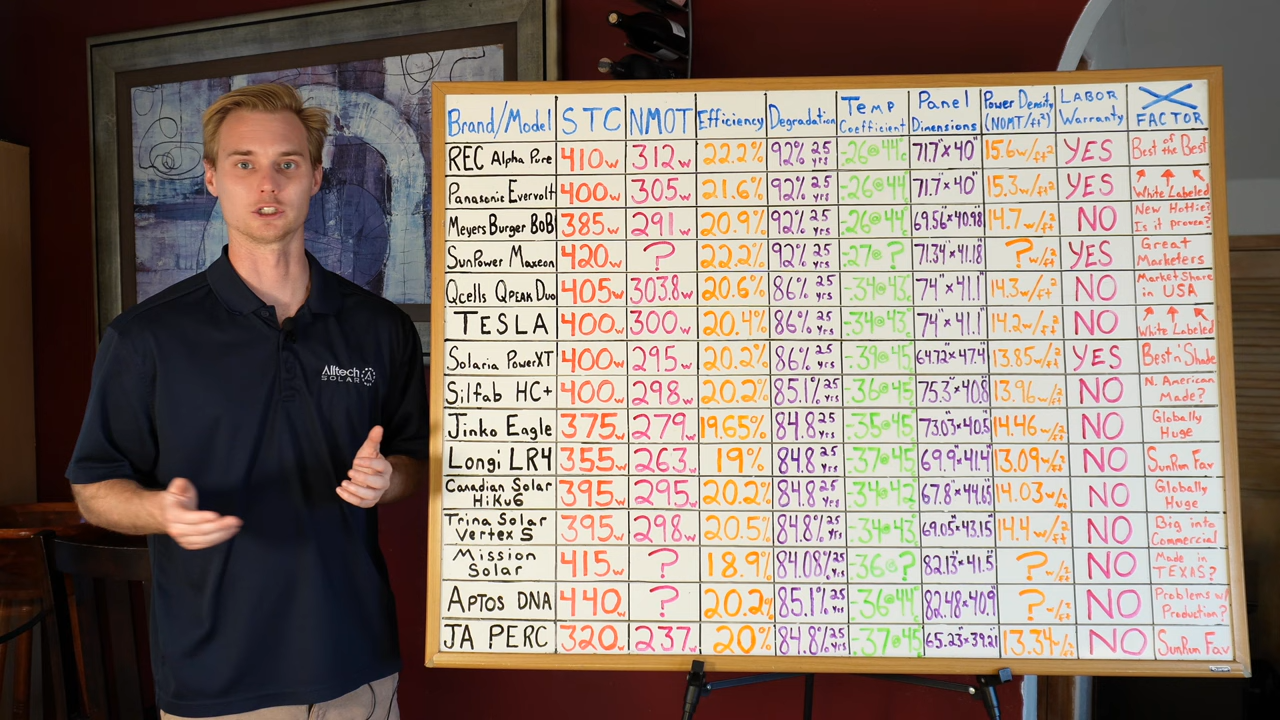 Alltech
SOLAR
Brand/Model STC NMOT Efficiency Degradation Temp Coefficient Panel Dimensions Power Density (NOMT/ft²) LABOR Warranty X FACTOR
REC Alpha Pure 410w 312w 22.2% 92% 25 yrs -.26@44°c 71.7"x40" 15.6w/ft² YES Best of the Best
Panasonic Evervolt 400w 305w 21.6% 92% 25 yrs -.26@44 71.7"x40" 15.3w/ft² YES ↑ ↑ ↑ White Labeled
Meyers Burger BoB 385w 291w 20.9% 92% 25 yrs -.26@44 69.56"x40.98 14.7w/ft² NO New Hottie? Is it proven?
SunPower Maxeon 420w ? 22.2% 92% 25 yrs -.27@? 71.34"x41.18" ?w/ft² YES Great Marketers
Qcells QPeak Duo 405w 303.8w 20.6% 86% 25 yrs -.34@43 74"x41.1" 14.3w/ft² NO Market Share in USA
TESLA 400w 300w 20.4% 86% 25 yrs -.34@43 74"x41.1" 14.2w/ft² NO ↑ ↑ ↑ White Labeled
Solaria PowerXT 400w 295w 20.2% 86% 25 yrs -.39@45 64.72"x47.4" 13.85w/ft² YES Best n' Shade
Silfab HC+ 400w 298w 20.2% 85.1% 25 yrs -.36@45 75.3"x40.8 13.96w/ft² NO N. American Made?
Jinko Eagle 375w 279w 19.65% 84.8 25 yrs -.35@45 73.03"x40.5" 14.46w/ft² NO Globally Huge
Longi LR4 355w 263w 19% 84.8 25 yrs -.37@45 69.9"x41.4" 13.09w/ft² NO SunRun Fav
Canadian Solar HiKu6 395w 295w 20.2% 84.8 25 yrs -.34@42 67.8"x44.65" 14.03w/ft² NO Globally Huge
Trina Solar Vertex S 395w 298w 20.5% 84.8% 25 yrs -.34@43 69.05"x43.15" 14.4w/ft² NO Big into Commercial
Mission Solar 415w ? 18.9% 84.08% 25 yrs -.36@? 82.13"x41.5" ?w/ft² NO Made in TEXAS?
APTOS DNA 440w ? 20.2% 85.1% 25 yrs -.36@44°c 82.48"x40.9" ?-/ft² NO Problems w/ Production?
JA PERC 320w 237w 20% 84.8% 25 yrs -.37@45 65.23"x39.21" 13.34w/ft² NO SunRun Fav